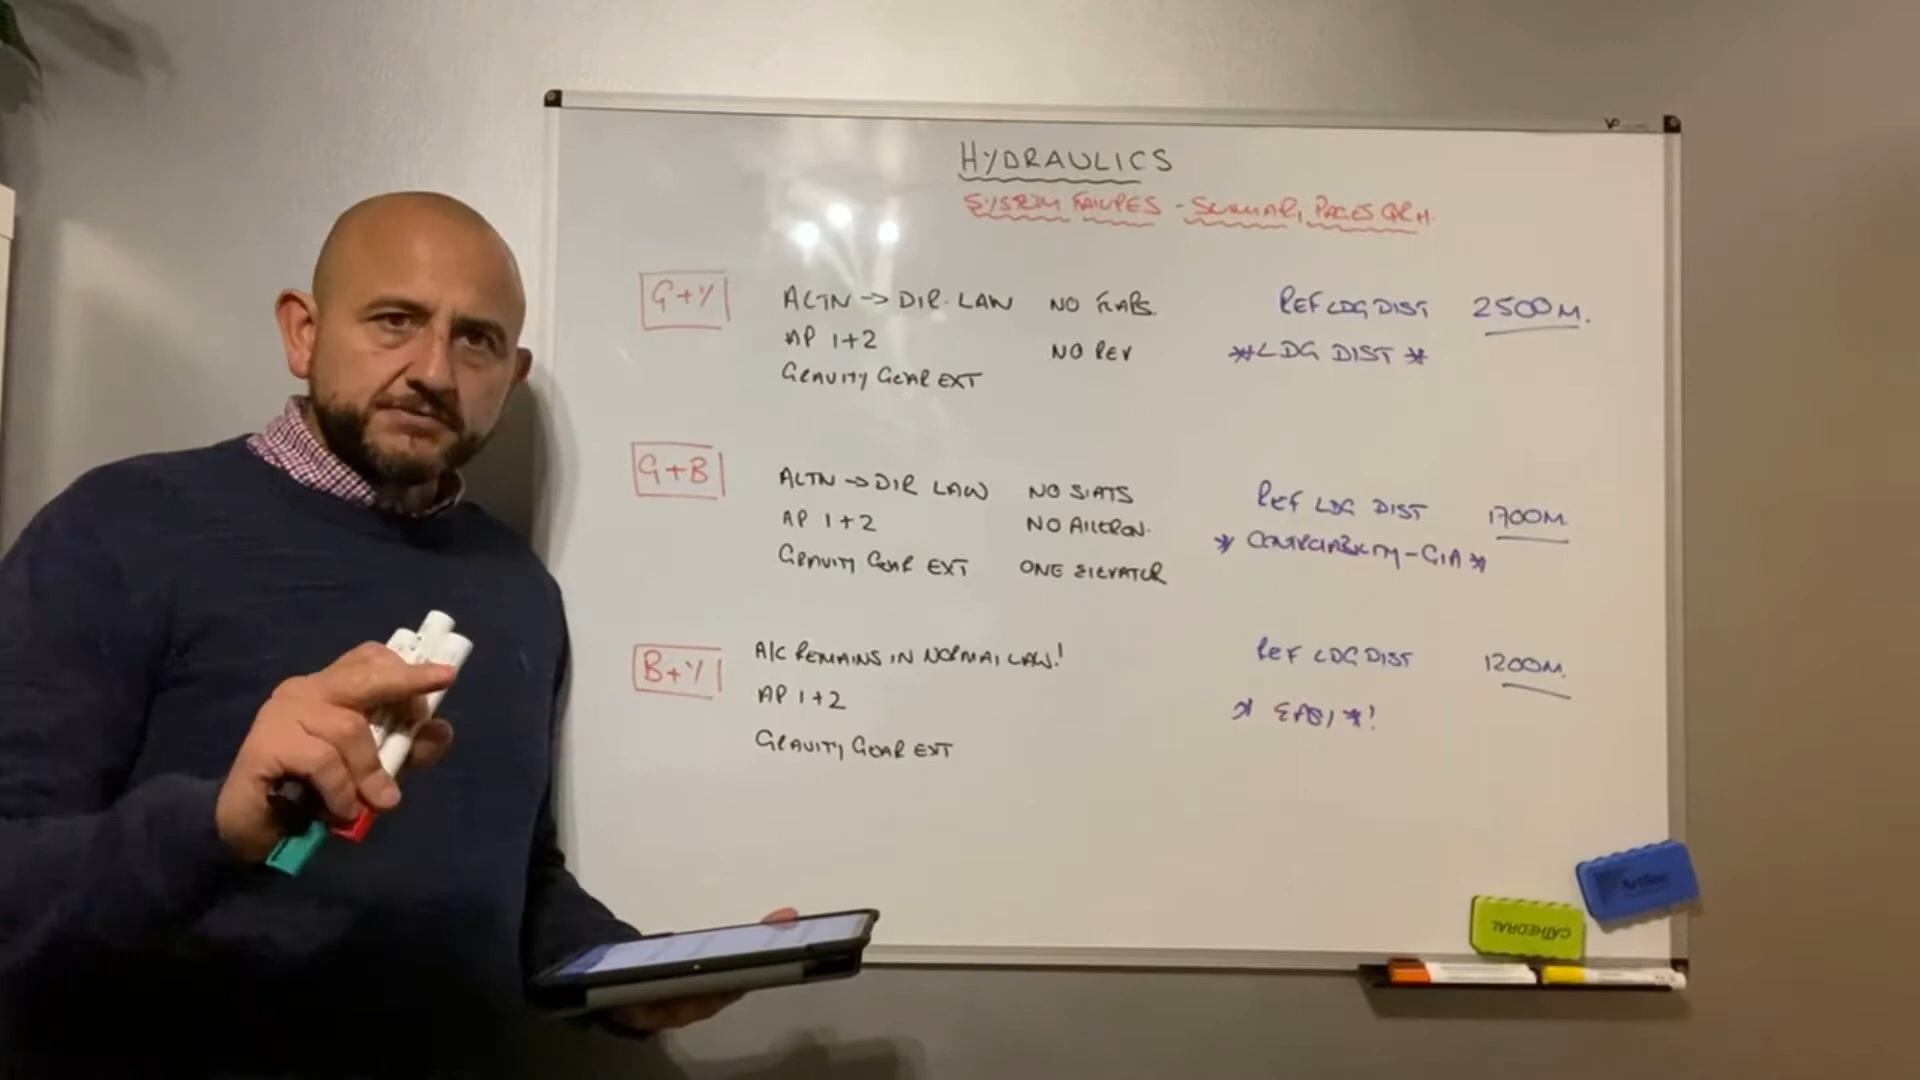 HYDRAULICS
SYSTEM FAILURES - SUMMARY PAGES QRH.
G+Y
ALTN -> DIR. LAW NO FLAPS.
AP 1+2 NO REV
GRAVITY GEAR EXT
REF LDG DIST 2500M.
*LDG DIST*
G+B
ALTN -> DIR LAW NO SLATS
AP 1+2 NO AILERON.
GRAVITY GEAR EXT ONE ELEVATOR
REF LDG DIST 1700M.
* CONTROLABILITY - G/A *
B+Y
A/C REMAINS IN NORMAL LAW!
AP 1+2
GRAVITY GEAR EXT
REF LDG DIST 1200M.
* EASY *!
CATHEDRAL